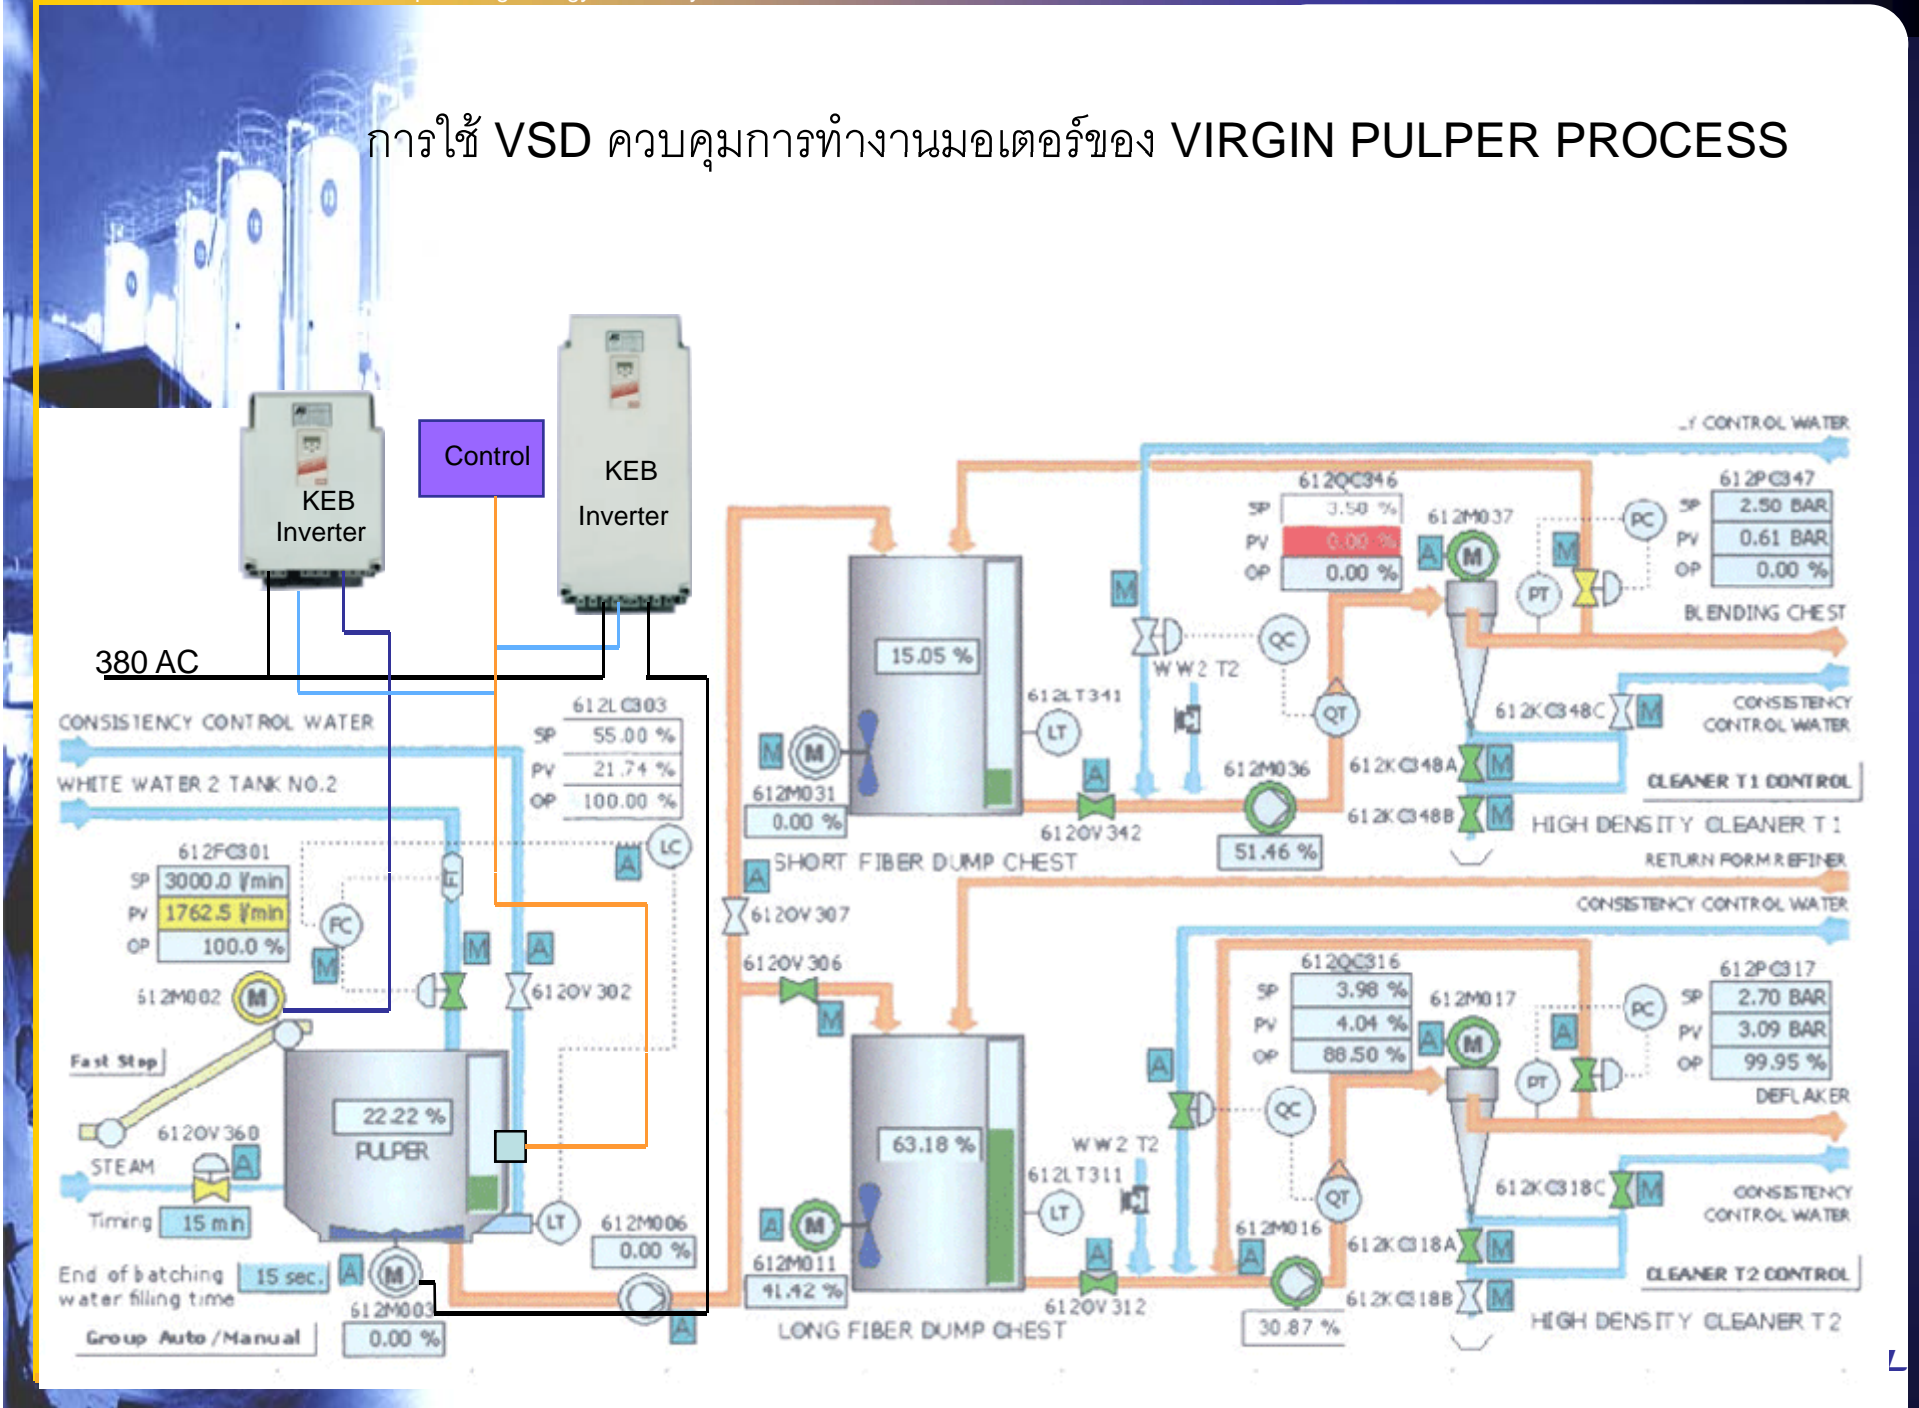 การใช้ VSD ควบคุมการทำงานมอเตอร์ของ VIRGIN PULPER PROCESS
KEB
Inverter
Control
KEB
Inverter
380 AC
CONSISTENCY CONTROL WATER
WHITE WATER 2 TANK NO.2
612LC303
SP 55.00 %
PV 21.74 %
OP 100.00 %
LC
A
612FC301
SP 3000.0 l/min
PV 1762.5 l/min
OP 100.0 %
FC
M
FT
M
A
612OV302
612M002
M
Fast Stop
612OV360
A
STEAM
Timing 15 min
22.22 %
PULPER
LT
612M006
0.00 %
A
End of batching
water filling time
15 sec.
A
M
612M003
0.00 %
Group Auto/Manual
CONTROL WATER
612QC346
SP 3.50 %
PV 0.00 %
OP 0.00 %
612M037
A
M
612PC347
SP 2.50 BAR
PV 0.61 BAR
OP 0.00 %
PC
PT
M
BLENDING CHEST
15.05 %
M
QC
WW2 T2
612LT341
LT
QT
M
M
612M031
0.00 %
A
612OV342
612M036
51.46 %
612KC348C
M
612KC348A
M
612KC348B
M
CONSISTENCY
CONTROL WATER
CLEANER T1 CONTROL
HIGH DENSITY CLEANER T1
SHORT FIBER DUMP CHEST
RETURN FORM REFINER
CONSISTENCY CONTROL WATER
A
612OV307
612OV306
M
612QC316
SP 3.98 %
PV 4.04 %
OP 88.50 %
612M017
A
M
612PC317
SP 2.70 BAR
PV 3.09 BAR
OP 99.95 %
PC
PT
A
DEFLAKER
63.18 %
A
QC
WW2 T2
612LT311
LT
QT
A
M
612M011
41.42 %
A
612OV312
612M016
A
30.87 %
612KC318C
M
612KC318A
M
612KC318B
M
CONSISTENCY
CONTROL WATER
CLEANER T2 CONTROL
HIGH DENSITY CLEANER T2
LONG FIBER DUMP CHEST